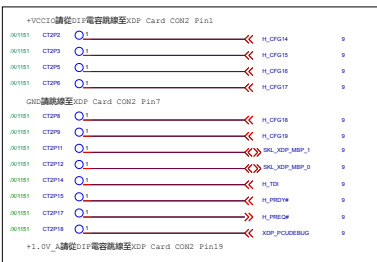 +VCCIO請從DIP電容跳線至XDP Card CON2 Pin1
/X/1151 CT2P2 1 H_CFG14 9
/X/1151 CT2P3 1 H_CFG15 9
/X/1151 CT2P5 1 H_CFG16 9
/X/1151 CT2P6 1 H_CFG17 9
GND請跳線至XDP Card CON2 Pin7
/X/1151 CT2P8 1 H_CFG18 9
/X/1151 CT2P9 1 H_CFG19 9
/X/1151 CT2P11 1 SKL_XDP_MBP_1 9
/X/1151 CT2P12 1 SKL_XDP_MBP_0 9
/X/1151 CT2P14 1 H_TDI 9
/X/1151 CT2P15 1 H_PRDY# 9
/X/1151 CT2P17 1 H_PREQ# 9
/X/1151 CT2P18 1 XDP_PCUDEBUG 9
+1.0V_A請從DIP電容跳線至XDP Card CON2 Pin19